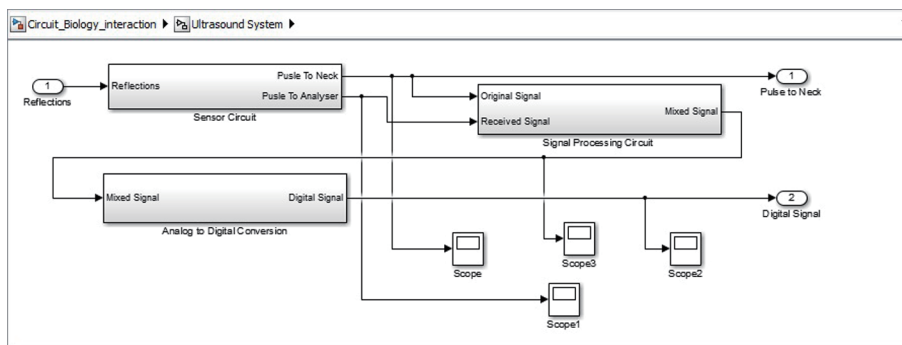 Circuit_Biology_interaction Ultrasound System
1
Reflections
Reflections
Pusle To Neck
Pusle To Analyser
Sensor Circuit
Original Signal
Received Signal
Mixed Signal
Signal Processing Circuit
1
Pulse to Neck
Mixed Signal
Digital Signal
Analog to Digital Conversion
2
Digital Signal
Scope
Scope3
Scope2
Scope1